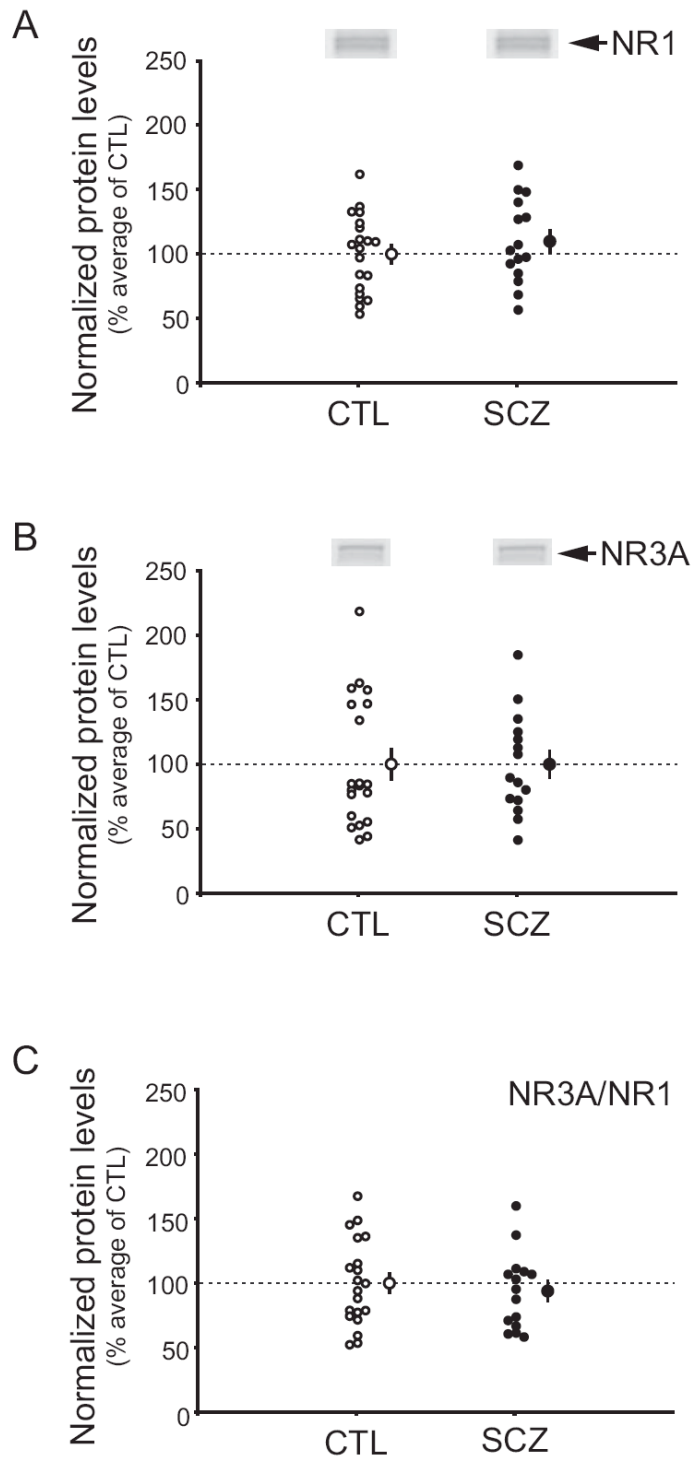 A
NR1
Normalized protein levels
(% average of CTL)
250
200
150
100
50
0
CTL SCZ
B
NR3A
Normalized protein levels
(% average of CTL)
250
200
150
100
50
0
CTL SCZ
C
NR3A/NR1
Normalized protein levels
(% average of CTL)
250
200
150
100
50
0
CTL SCZ